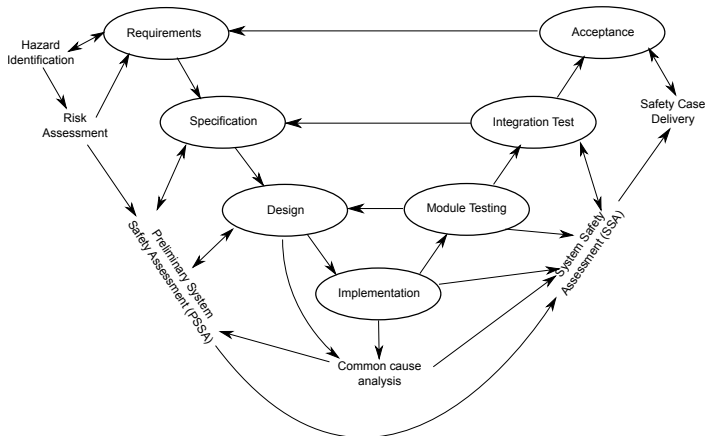 Requirements
Acceptance
Hazard
Identification
Risk
Assessment
Specification
Integration Test
Safety Case
Delivery
Design
Module Testing
Preliminary System
Safety Assessment (PSSA)
System Safety
Assessment (SSA)
Implementation
Common cause
analysis